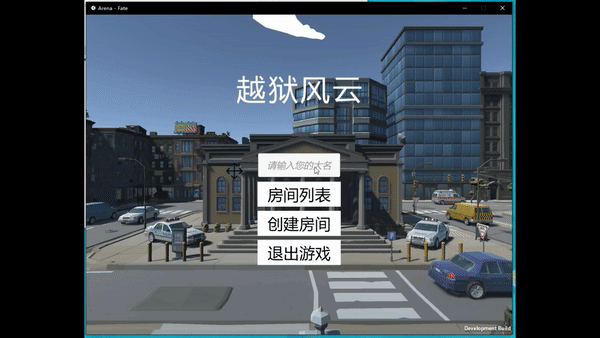 Arena - Fate
越狱风云
请输入您的大名
房间列表
创建房间
退出游戏
Development Build